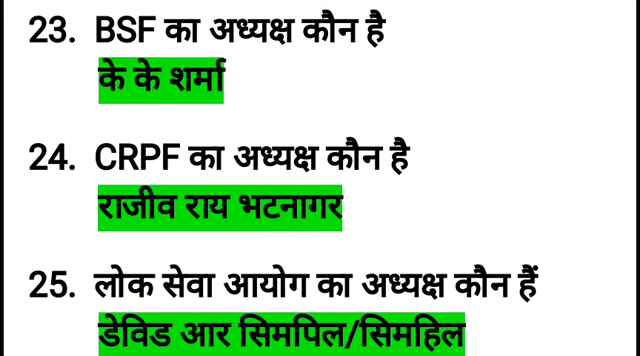 23. BSF का अध्यक्ष कौन है
के के शर्मा
24. CRPF का अध्यक्ष कौन है
राजीव राय भटनागर
25. लोक सेवा आयोग का अध्यक्ष कौन हैं
डेविड आर सिमपिल/सिमहिल